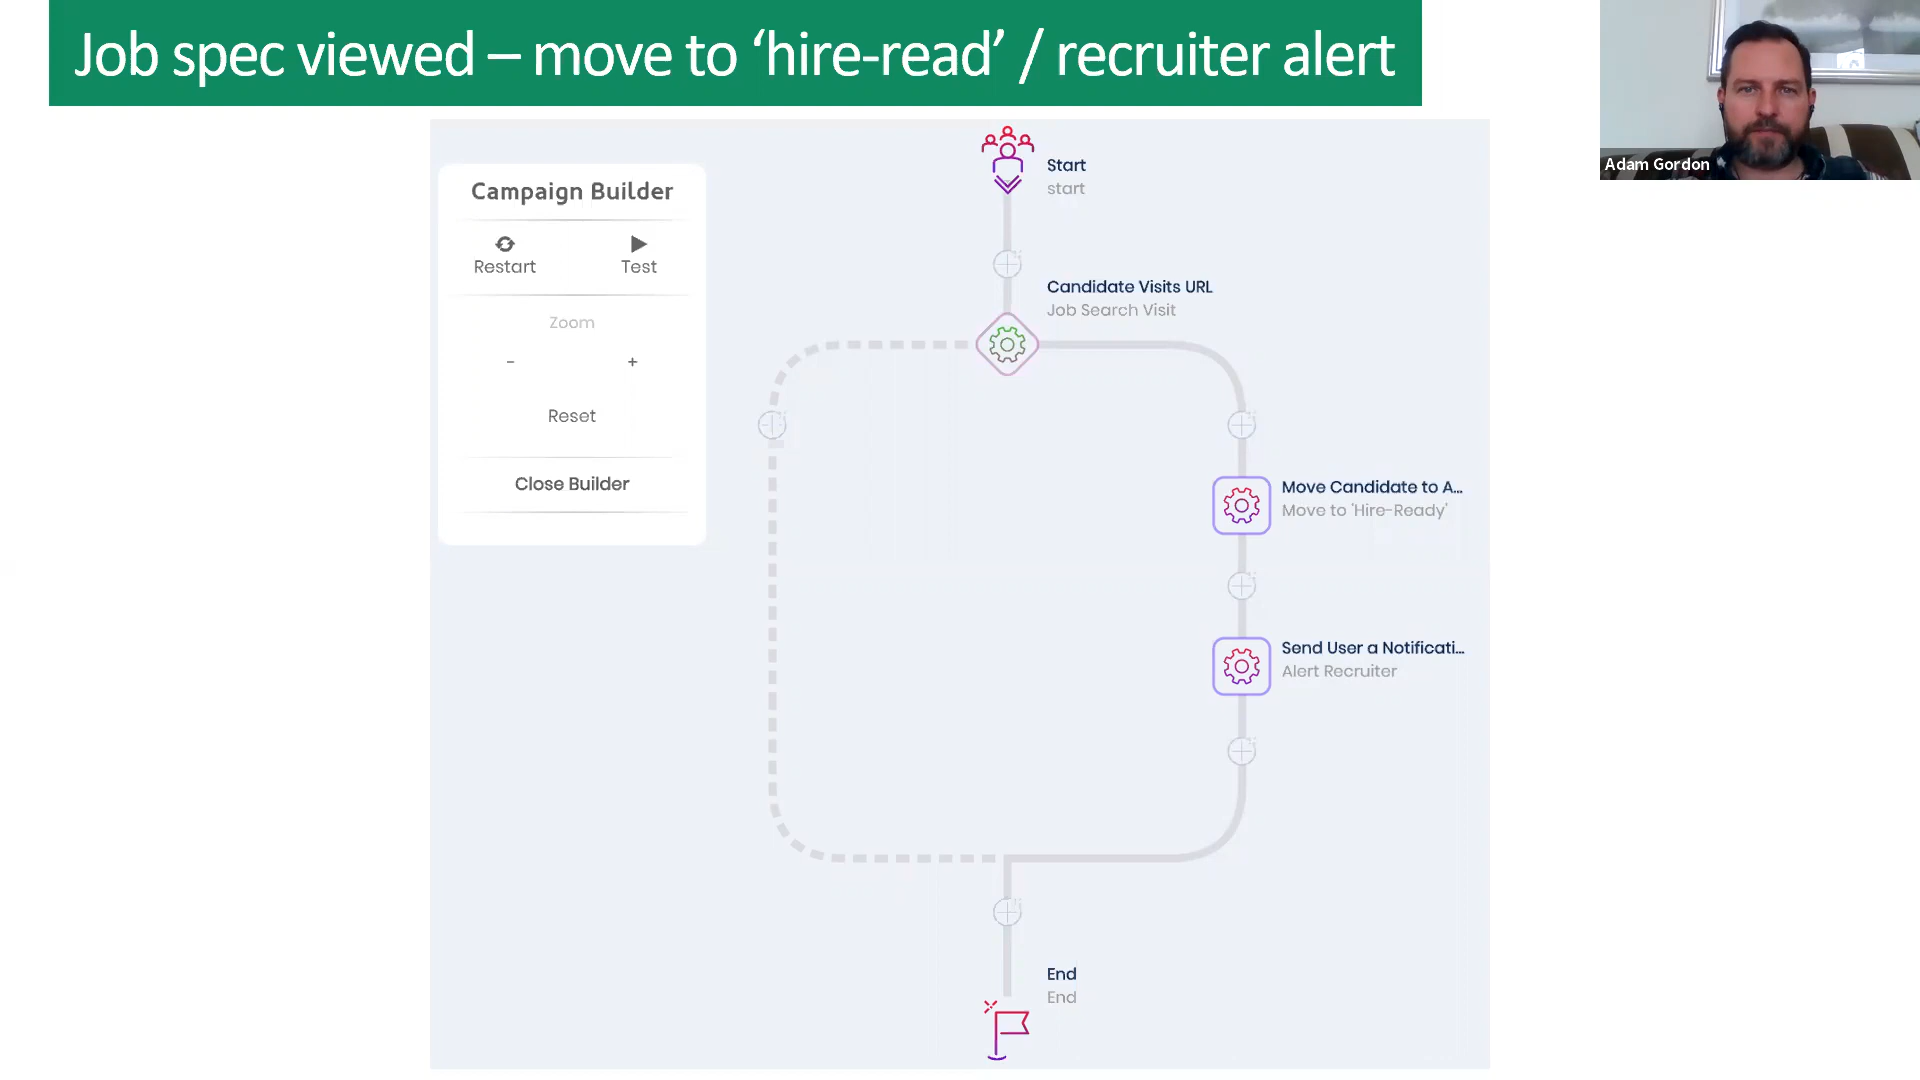 Job spec viewed – move to ‘hire-read’ / recruiter alert
Adam Gordon
Campaign Builder
Restart
Test
Zoom
-
+
Reset
Close Builder
Start
start
Candidate Visits URL
Job Search Visit
Move Candidate to A...
Move to 'Hire-Ready'
Send User a Notificati...
Alert Recruiter
End
End